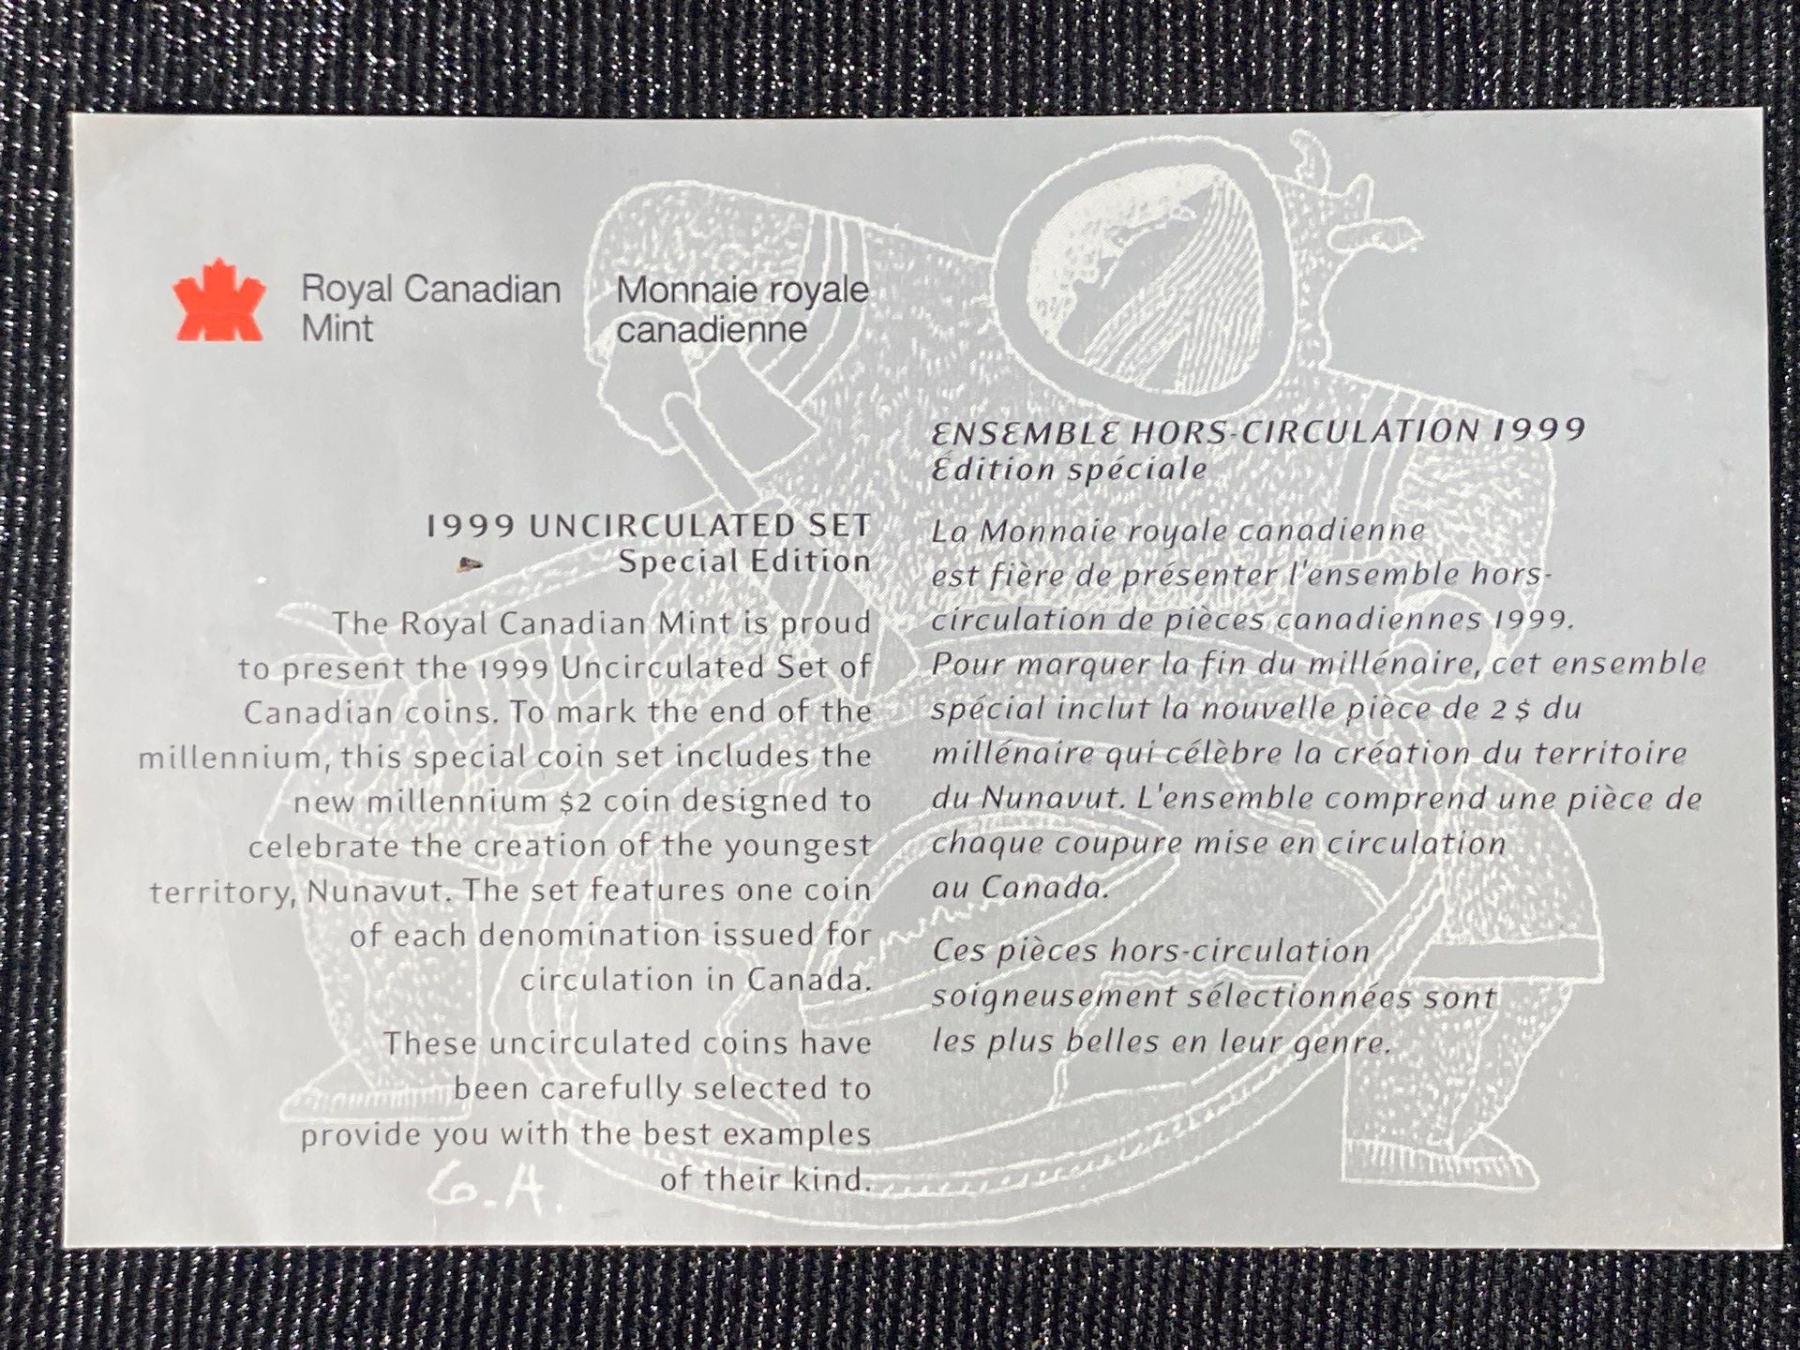 Royal Canadian
Mint
Monnaie royale
canadienne
1999 UNCIRCULATED SET
Special Edition
The Royal Canadian Mint is proud
to present the 1999 Uncirculated Set of
Canadian coins. To mark the end of the
millennium, this special coin set includes the
new millennium $2 coin designed to
celebrate the creation of the youngest
territory, Nunavut. The set features one coin
of each denomination issued for
circulation in Canada.
These uncirculated coins have
been carefully selected to
provide you with the best examples
of their kind.
G.A.
ENSEMBLE HORS-CIRCULATION 1999
Édition spéciale
La Monnaie royale canadienne
est fière de présenter l'ensemble hors-
circulation de pièces canadiennes 1999.
Pour marquer la fin du millénaire, cet ensemble
spécial inclut la nouvelle pièce de 2 $ du
millénaire qui célèbre la création du territoire
du Nunavut. L'ensemble comprend une pièce de
chaque coupure mise en circulation
au Canada.
Ces pièces hors-circulation
soigneusement sélectionnées sont
les plus belles en leur genre.